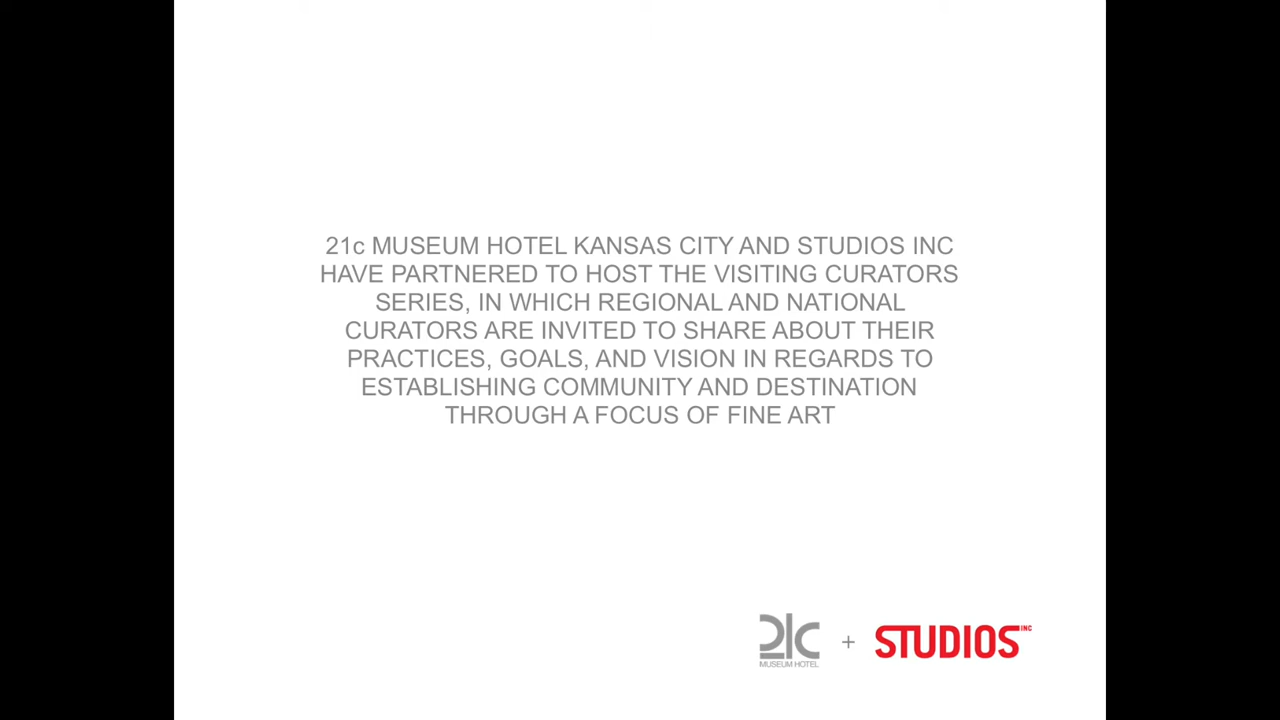 21c MUSEUM HOTEL KANSAS CITY AND STUDIOS INC
HAVE PARTNERED TO HOST THE VISITING CURATORS
SERIES, IN WHICH REGIONAL AND NATIONAL
CURATORS ARE INVITED TO SHARE ABOUT THEIR
PRACTICES, GOALS, AND VISION IN REGARDS TO
ESTABLISHING COMMUNITY AND DESTINATION
THROUGH A FOCUS OF FINE ART
21C
MUSEUM HOTEL
+
STUDIOS INC